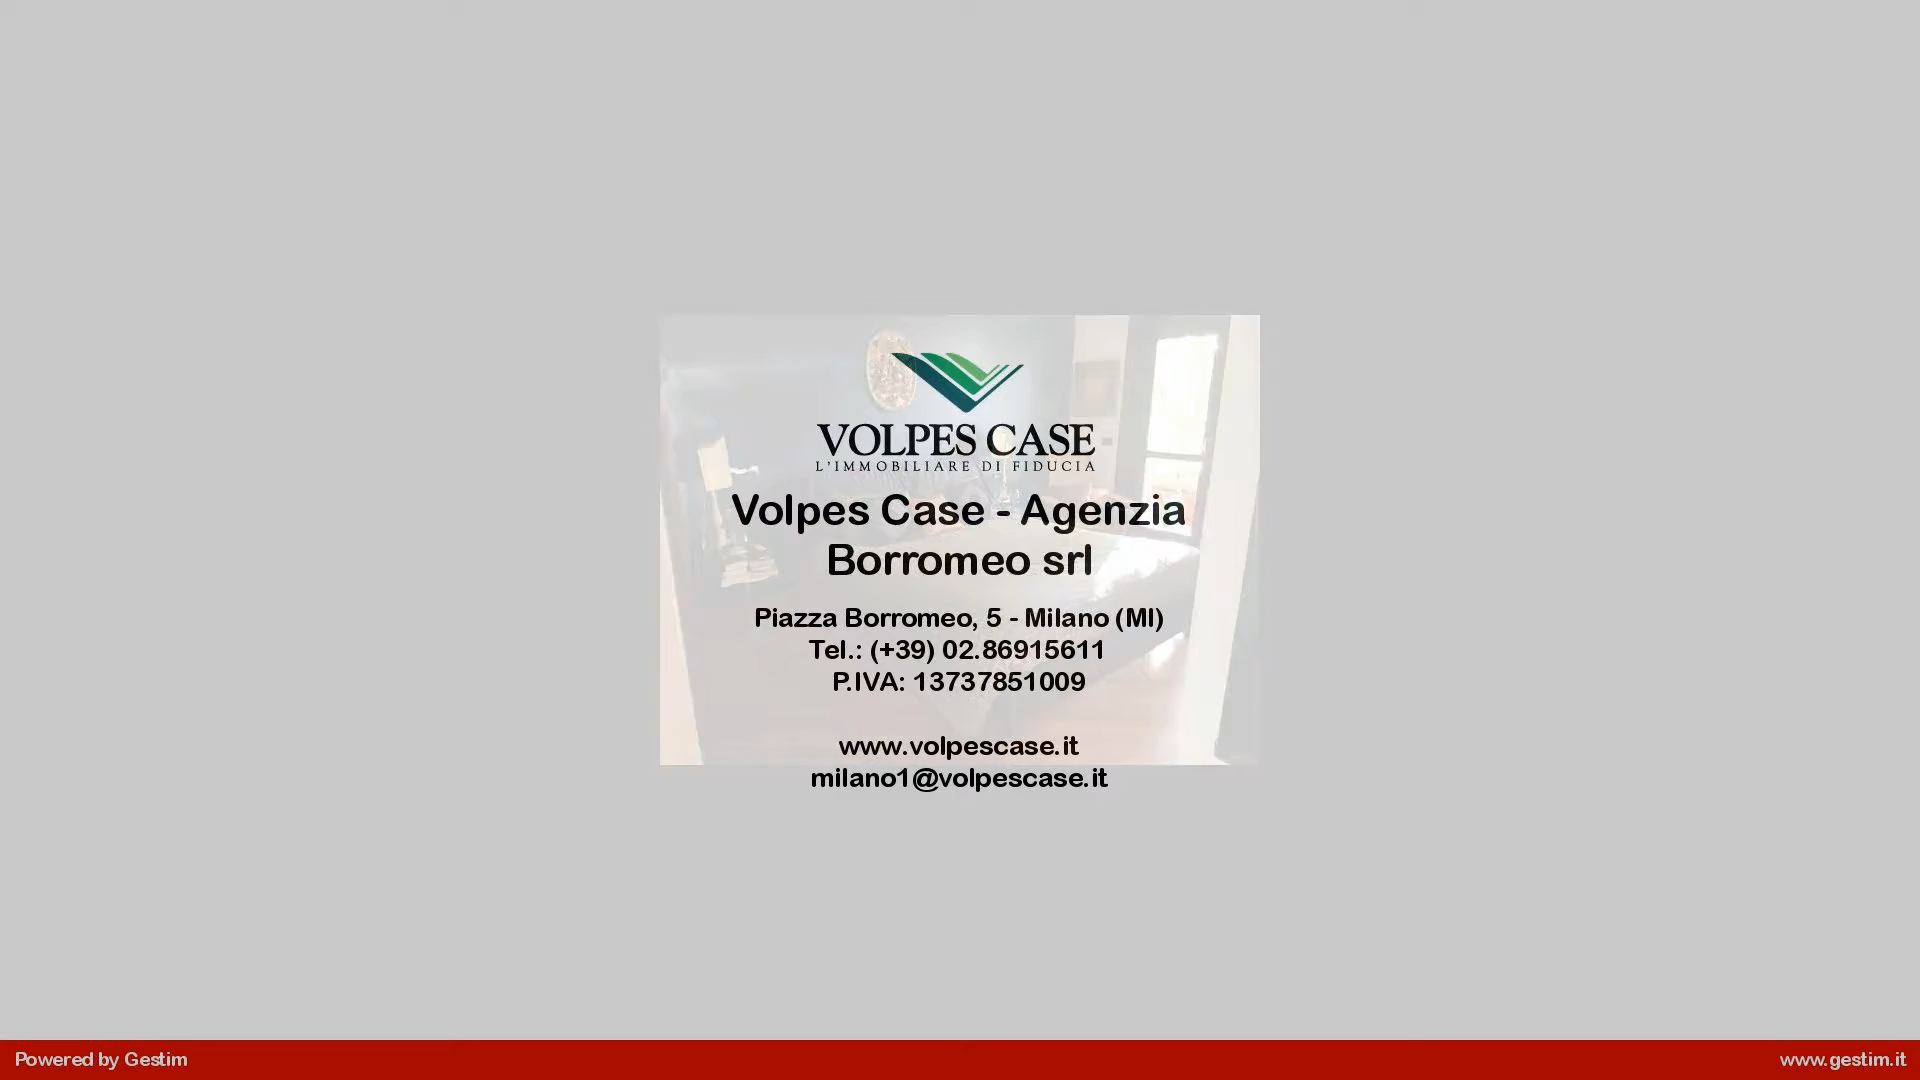 VOLPES CASE
L'IMMOBILIARE DI FIDUCIA
Volpes Case - Agenzia
Borromeo srl
Piazza Borromeo, 5 - Milano (MI)
Tel.: (+39) 02.86915611
P.IVA: 13737851009
www.volpescase.it
milano1@volpescase.it
Powered by Gestim
www.gestim.it